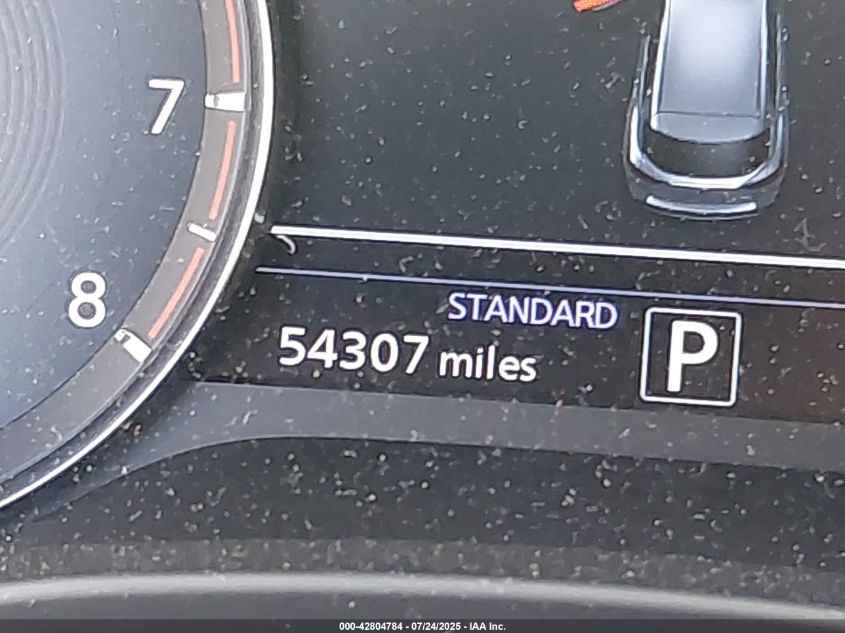 7
8
STANDARD
54307 miles
P
000-42804784 - 07/24/2025 - IAA Inc.